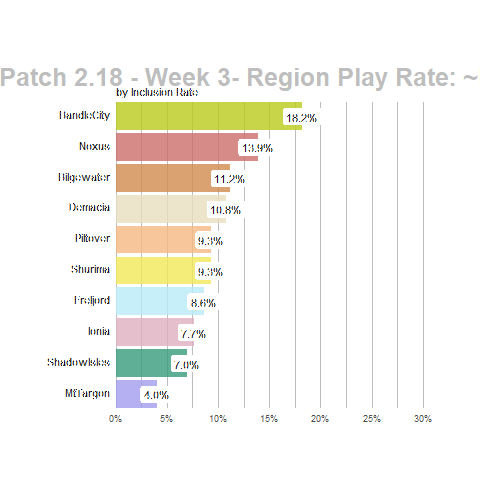 Patch 2.18 - Week 3- Region Play Rate: ~
by Inclusion Rate
BandleCity
18.2%
Noxus
13.9%
Bilgewater
11.2%
Demacia
10.8%
Piltover
9.3%
Shurima
9.3%
Freljord
8.6%
Ionia
7.7%
ShadowIsles
7.0%
MtTargon
4.0%
0% 5% 10% 15% 20% 25% 30%